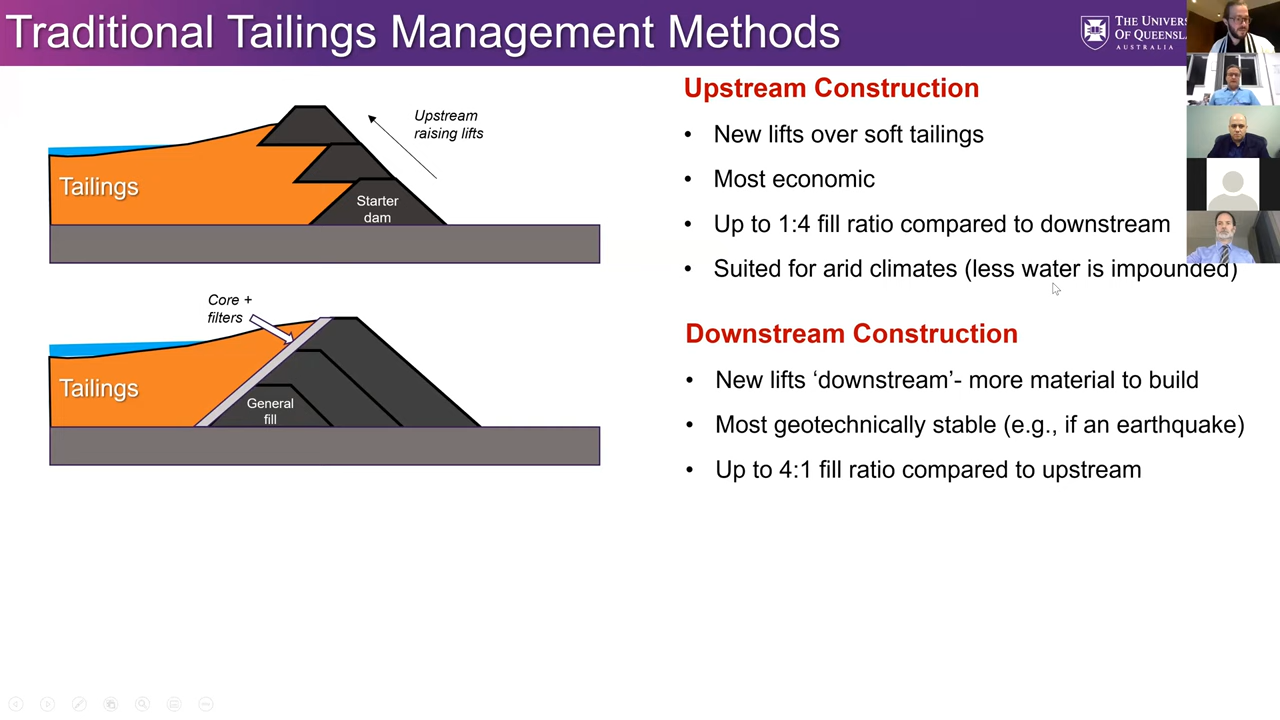 Traditional Tailings Management Methods
THE UNIVERS
OF QUEENSLA
AUSTRALIA
Upstream
raising lifts
Tailings
Starter
dam
Core +
filters
Tailings
General
fill
Upstream Construction
• New lifts over soft tailings
• Most economic
• Up to 1:4 fill ratio compared to downstream
• Suited for arid climates (less water is impounded)
Downstream Construction
• New lifts ‘downstream’- more material to build
• Most geotechnically stable (e.g., if an earthquake)
• Up to 4:1 fill ratio compared to upstream